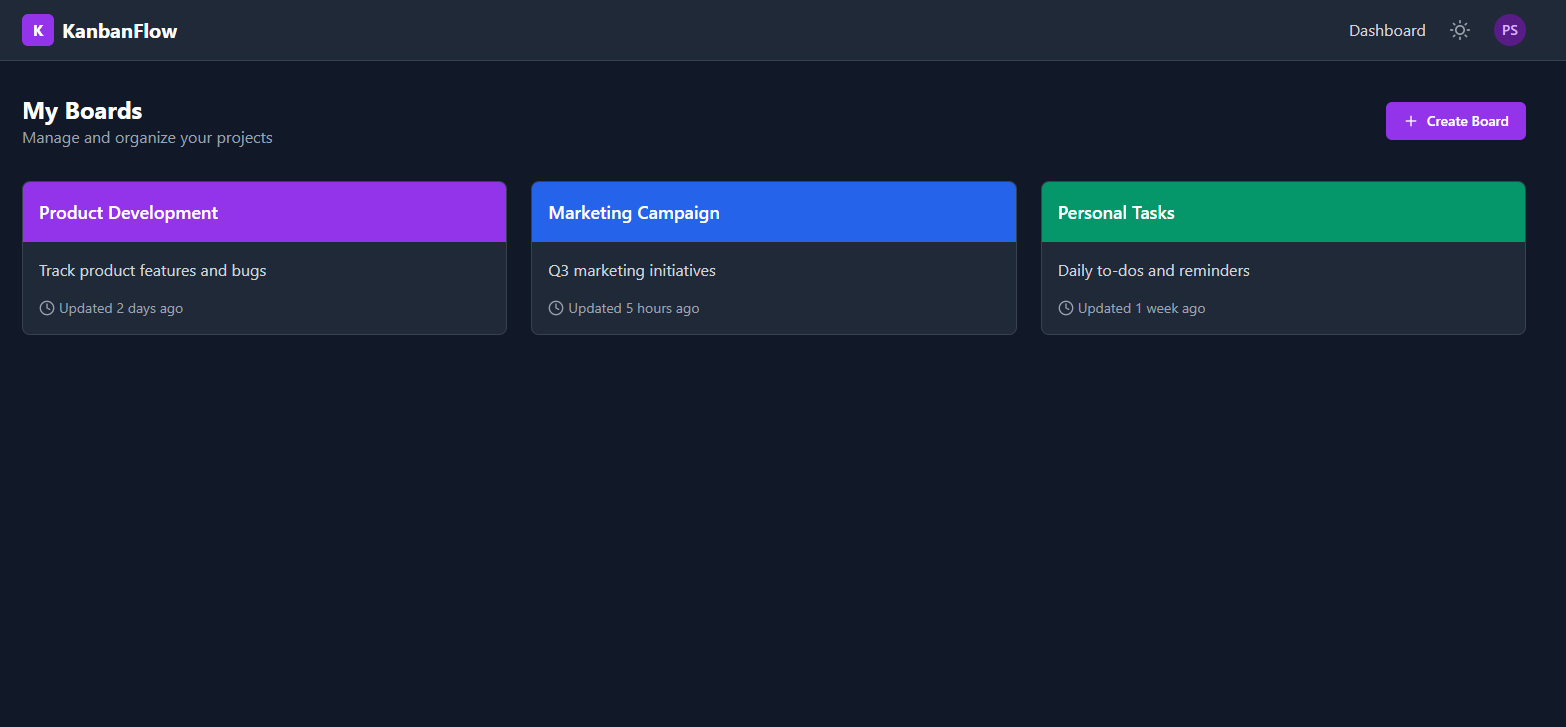 K KanbanFlow
Dashboard
PS
My Boards
Manage and organize your projects
+ Create Board
Product Development
Track product features and bugs
Updated 2 days ago
Marketing Campaign
Q3 marketing initiatives
Updated 5 hours ago
Personal Tasks
Daily to-dos and reminders
Updated 1 week ago